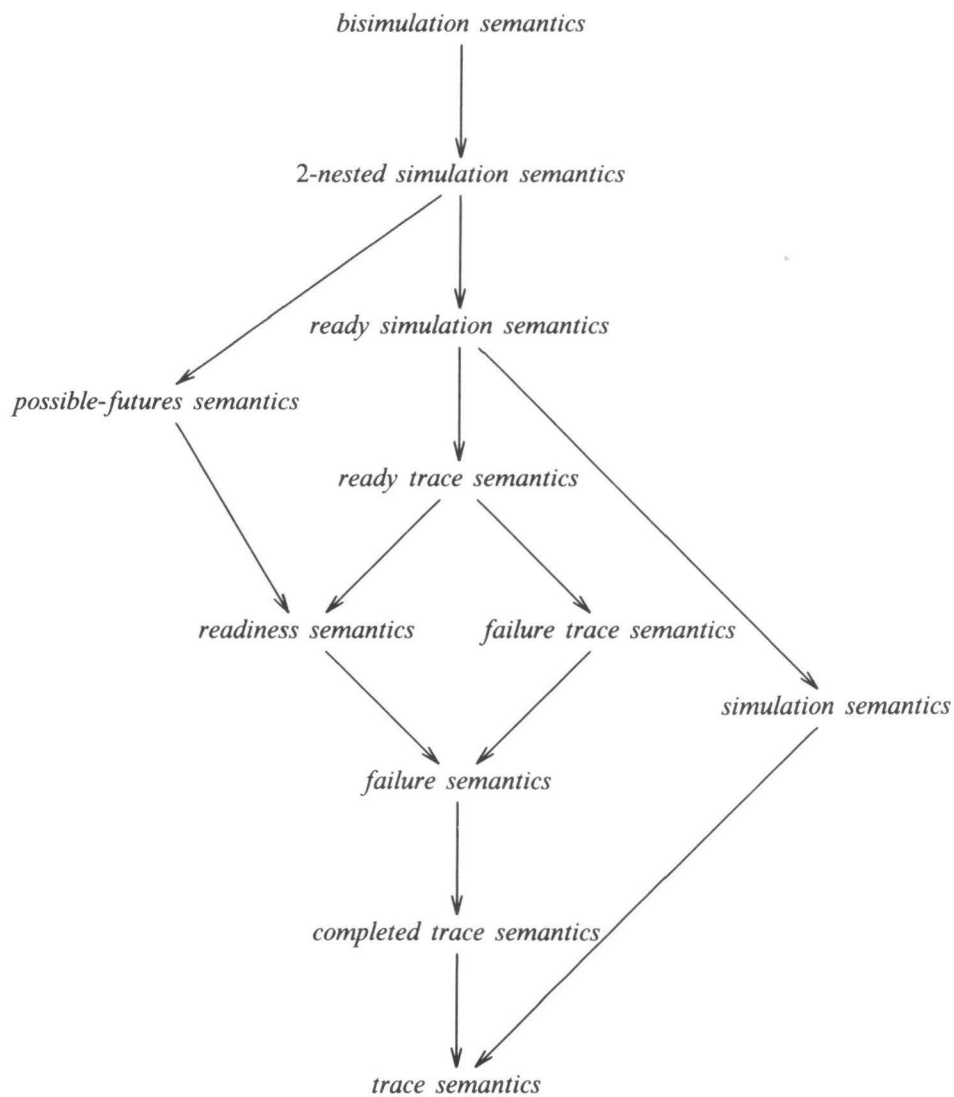 bisimulation semantics
2-nested simulation semantics
ready simulation semantics
possible-futures semantics
ready trace semantics
readiness semantics
failure trace semantics
simulation semantics
failure semantics
completed trace semantics
trace semantics